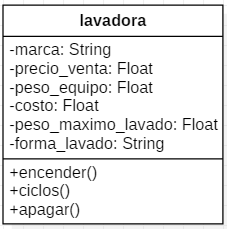 lavadora
-marca: String
-precio_venta: Float
-peso_equipo: Float
-costo: Float
-peso_maximo_lavado: Float
-forma_lavado: String
+encender()
+ciclos()
+apagar()